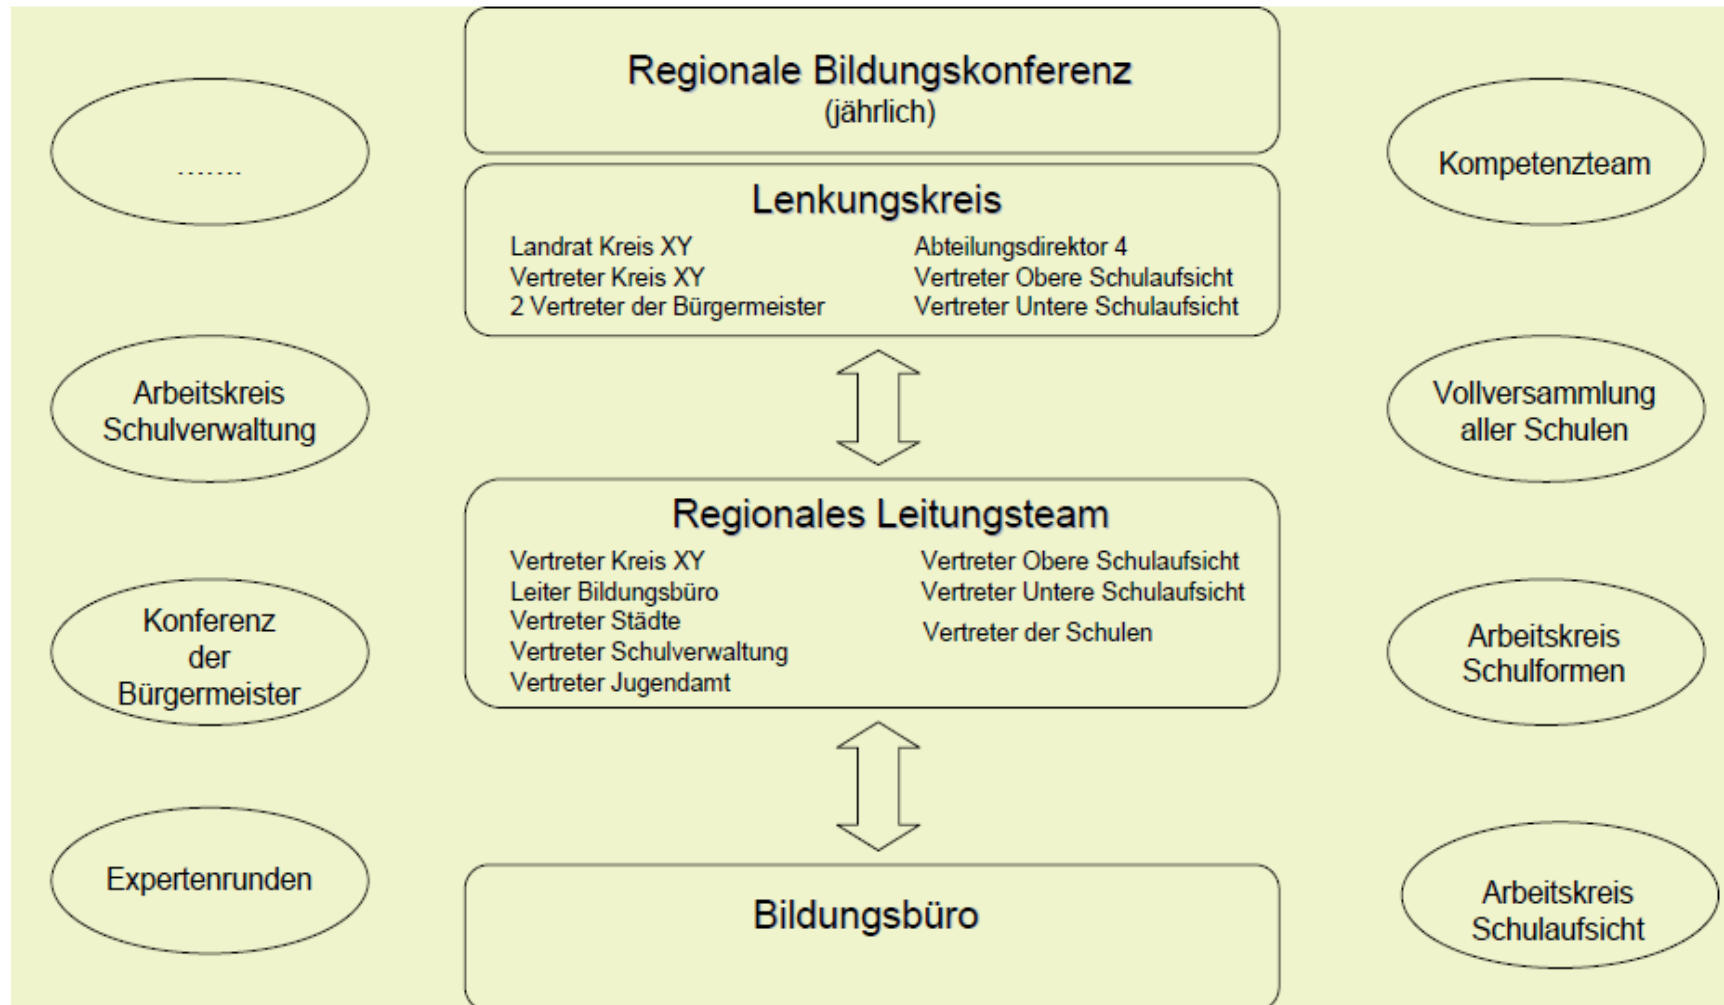 Regionale Bildungskonferenz
(jährlich)
.......
Kompetenzteam
Lenkungskreis
Landrat Kreis XY
Vertreter Kreis XY
2 Vertreter der Bürgermeister
Abteilungsdirektor 4
Vertreter Obere Schulaufsicht
Vertreter Untere Schulaufsicht
Arbeitskreis
Schulverwaltung
Vollversammlung
aller Schulen
Regionales Leitungsteam
Vertreter Kreis XY
Leiter Bildungsbüro
Vertreter Städte
Vertreter Schulverwaltung
Vertreter Jugendamt
Vertreter Obere Schulaufsicht
Vertreter Untere Schulaufsicht
Vertreter der Schulen
Konferenz
der
Bürgermeister
Arbeitskreis
Schulformen
Expertenrunden
Bildungsbüro
Arbeitskreis
Schulaufsicht